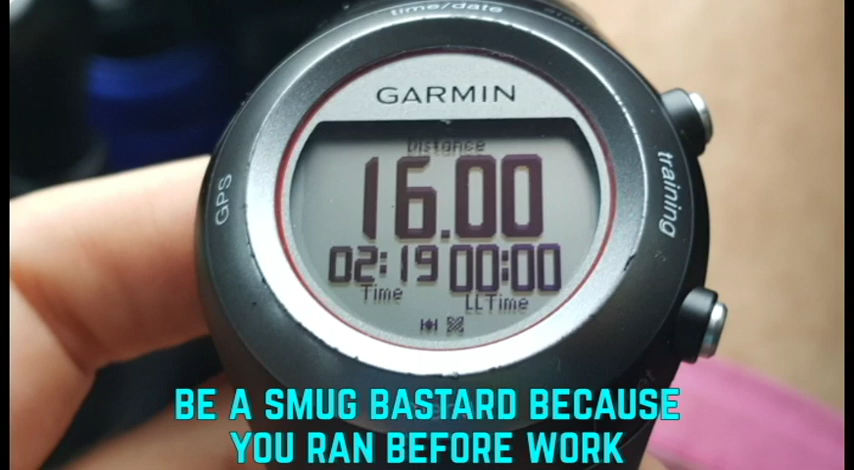 time/date
GARMIN
Distance
16.00
02:19 00:00
Time LLTime
GPS
training
BE A SMUG BASTARD BECAUSE
YOU RAN BEFORE WORK